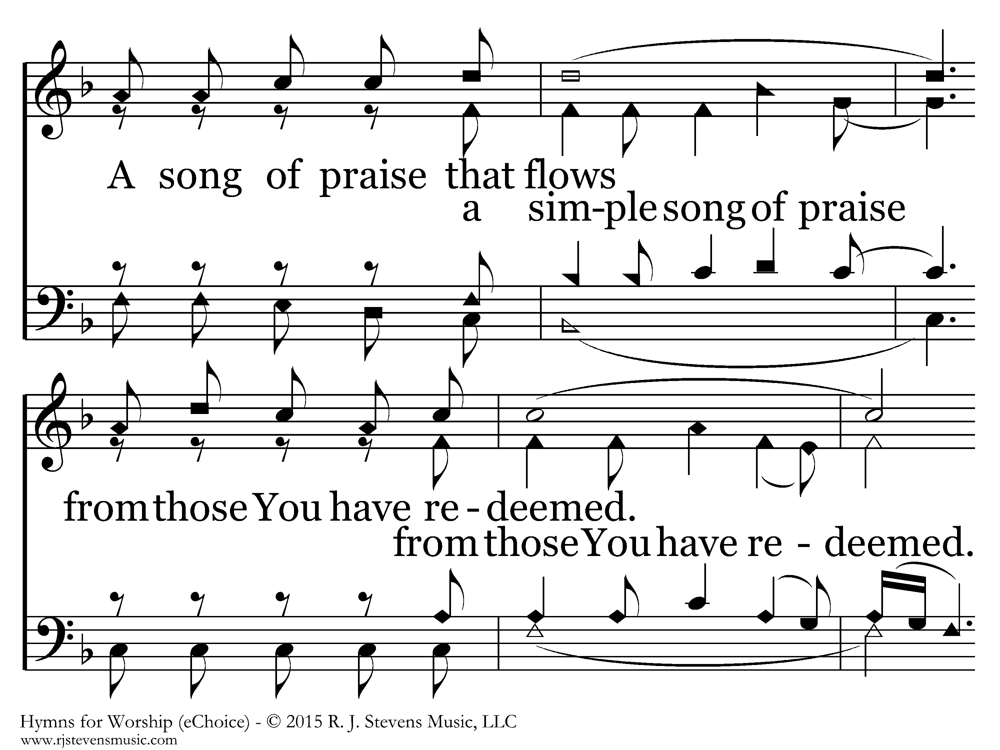 A song of praise that flows
a sim-ple song of praise
from those You have re - deemed.
from those You have re - deemed.
Hymns for Worship (eChoice) - © 2015 R. J. Stevens Music, LLC
www.rjstevensmusic.com